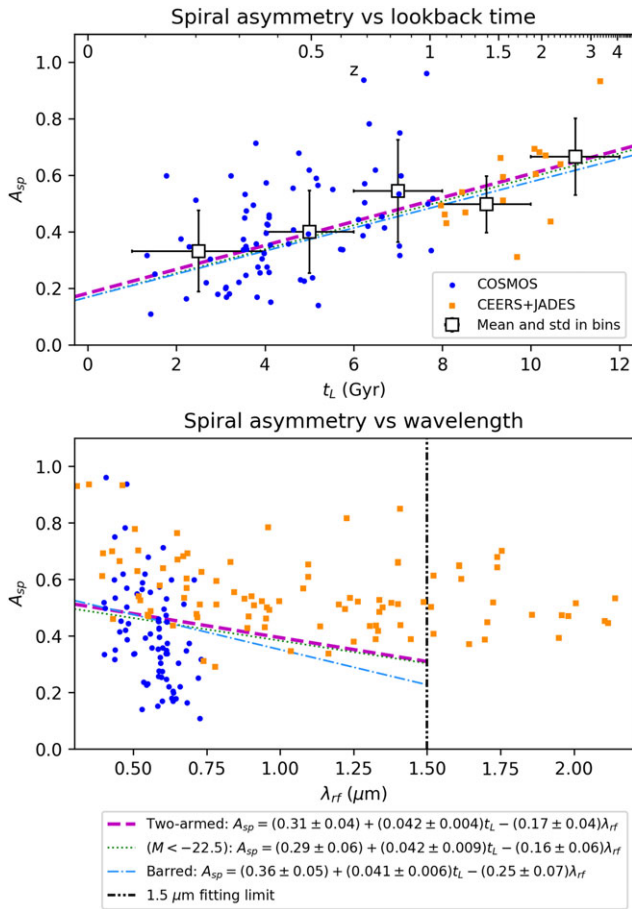 Spiral asymmetry vs lookback time
0 0.5 1 1.5 2 3 4
z
1.0
0.8
0.6
0.4
0.2
0.0
A_sp
COSMOS
CEERS+JADES
Mean and std in bins
0 2 4 6 8 10 12
t_L (Gyr)
Spiral asymmetry vs wavelength
1.0
0.8
0.6
0.4
0.2
0.0
A_sp
0.50 0.75 1.00 1.25 1.50 1.75 2.00
λ_rf (μm)
Two-armed: A_sp = (0.31 ± 0.04) + (0.042 ± 0.004)t_L − (0.17 ± 0.04)λ_rf
(M < −22.5): A_sp = (0.29 ± 0.06) + (0.042 ± 0.009)t_L − (0.16 ± 0.06)λ_rf
Barred: A_sp = (0.36 ± 0.05) + (0.041 ± 0.006)t_L − (0.25 ± 0.07)λ_rf
1.5 μm fitting limit